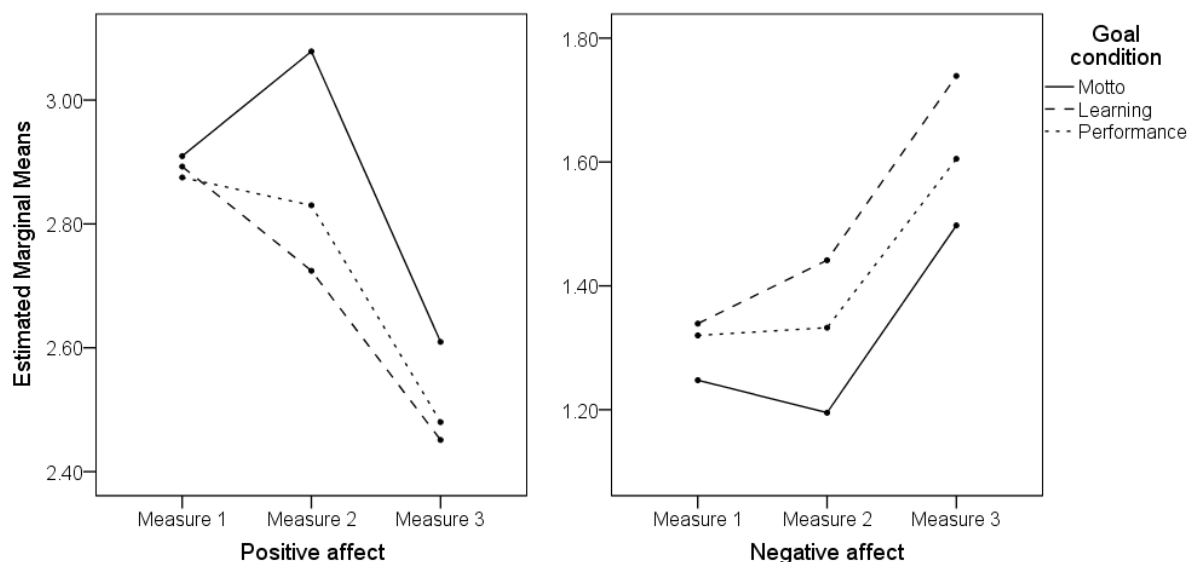 Estimated Marginal Means
3.00
2.80
2.60
2.40
Measure 1 Measure 2 Measure 3
Positive affect
1.80
1.60
1.40
1.20
Measure 1 Measure 2 Measure 3
Negative affect
Goal
condition
Motto
Learning
Performance